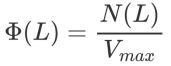 Φ(L) = N(L) / V_max